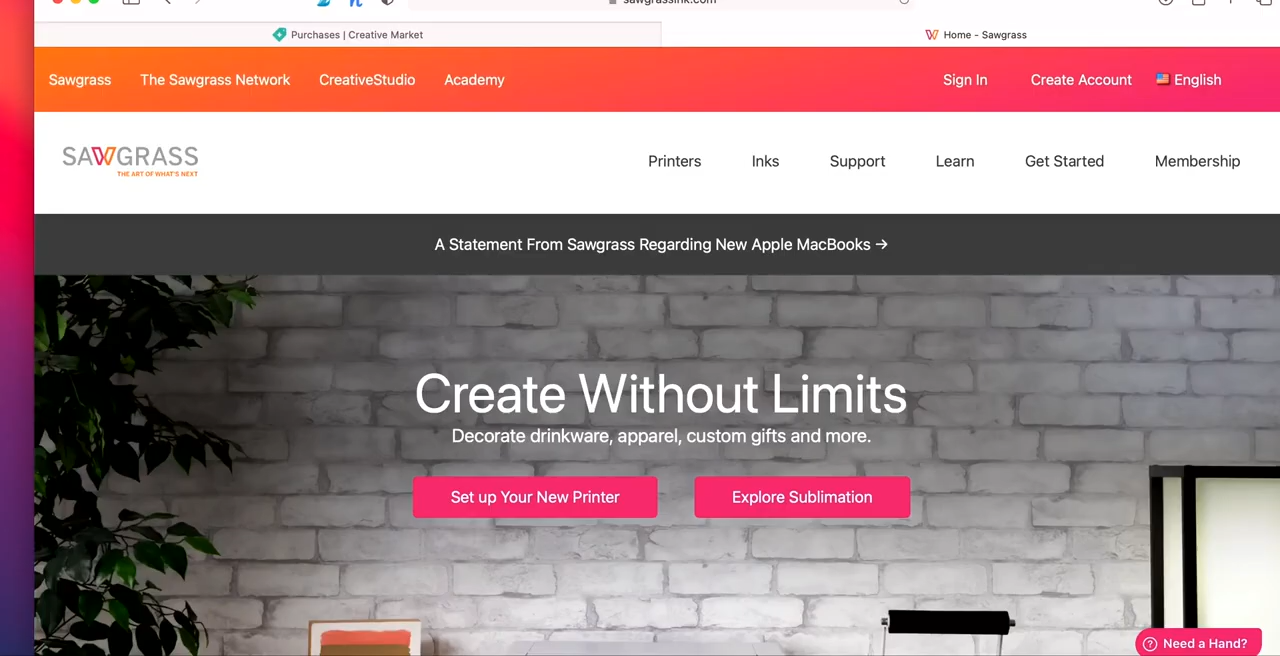 sawgrassink.com
Purchases | Creative Market
Home - Sawgrass
Sawgrass The Sawgrass Network CreativeStudio Academy Sign In Create Account English
SAWGRASS
THE ART OF WHAT'S NEXT
Printers Inks Support Learn Get Started Membership
A Statement From Sawgrass Regarding New Apple MacBooks →
Create Without Limits
Decorate drinkware, apparel, custom gifts and more.
Set up Your New Printer Explore Sublimation
Need a Hand?